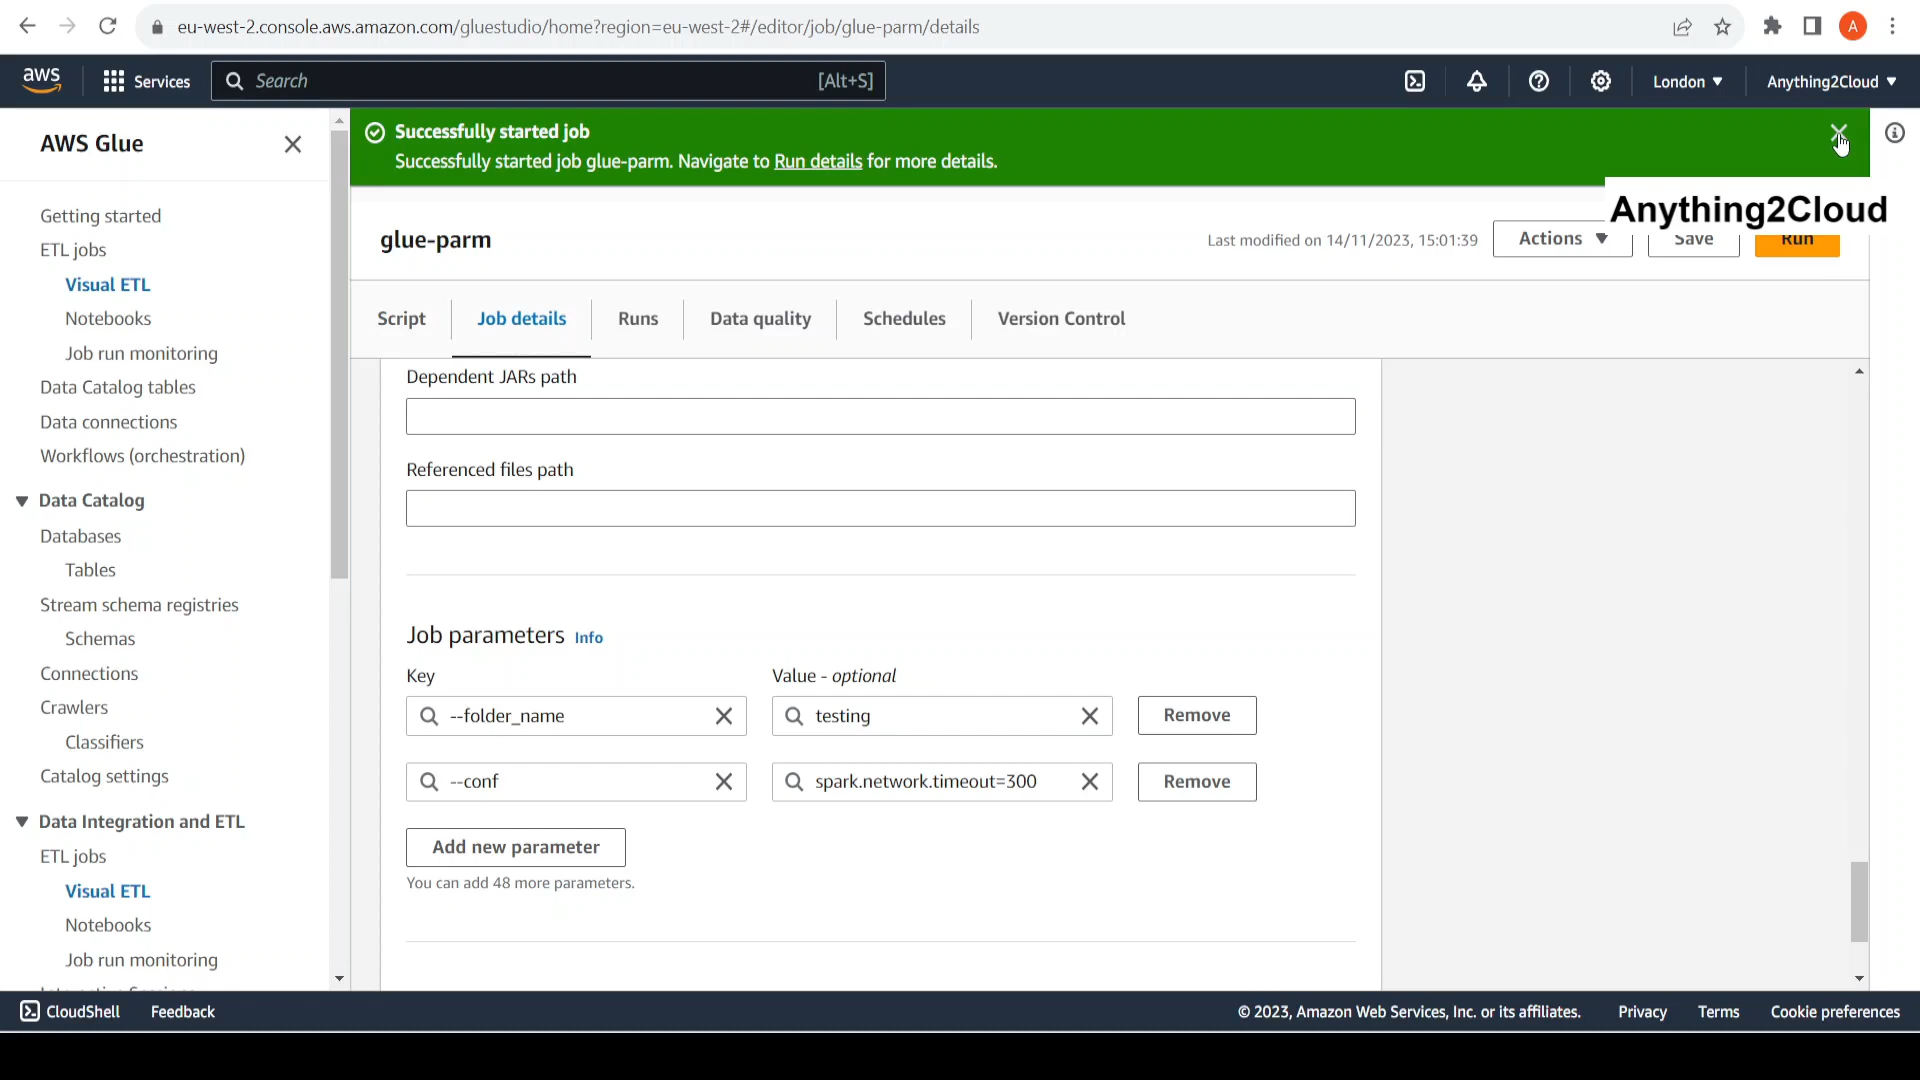 eu-west-2.console.aws.amazon.com/gluestudio/home?region=eu-west-2#/editor/job/glue-parm/details
A
aws
Services
Search
[Alt+S]
London
Anything2Cloud
AWS Glue
Successfully started job
Successfully started job glue-parm. Navigate to Run details for more details.
Anything2Cloud
glue-parm
Last modified on 14/11/2023, 15:01:39
Actions
Save
Run
Script
Job details
Runs
Data quality
Schedules
Version Control
Getting started
ETL jobs
Visual ETL
Notebooks
Job run monitoring
Data Catalog tables
Data connections
Workflows (orchestration)
Data Catalog
Databases
Tables
Stream schema registries
Schemas
Connections
Crawlers
Classifiers
Catalog settings
Data Integration and ETL
ETL jobs
Visual ETL
Notebooks
Job run monitoring
Dependent JARs path
Referenced files path
Job parameters Info
Key
Value - optional
--folder_name
testing
Remove
--conf
spark.network.timeout=300
Remove
Add new parameter
You can add 48 more parameters.
CloudShell
Feedback
© 2023, Amazon Web Services, Inc. or its affiliates.
Privacy
Terms
Cookie preferences